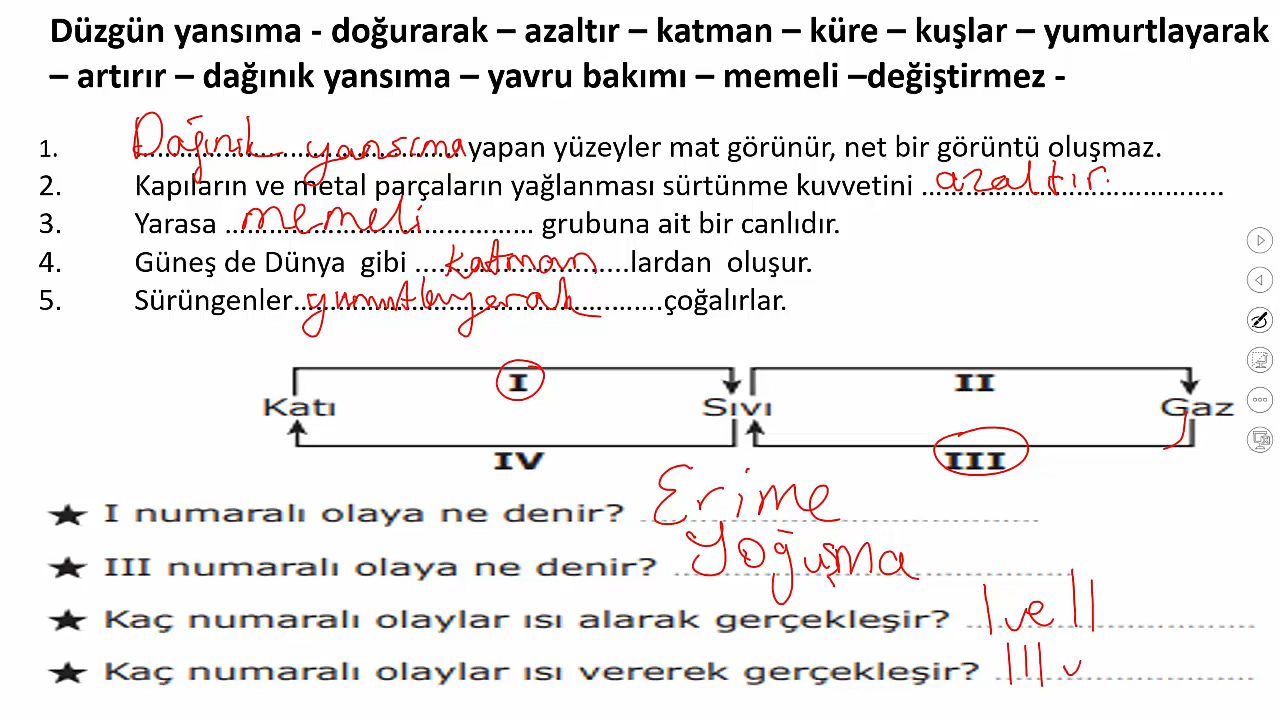 Düzgün yansıma - doğurarak – azaltır – katman – küre – kuşlar – yumurtlayarak
– artırır – dağınık yansıma – yavru bakımı – memeli –değiştirmez -
1. Dağınık yansıma yapan yüzeyler mat görünür, net bir görüntü oluşmaz.
2. Kapıların ve metal parçaların yağlanması sürtünme kuvvetini azaltır.
3. Yarasa memeli grubuna ait bir canlıdır.
4. Güneş de Dünya gibi katman lardan oluşur.
5. Sürüngenler yumurtlayarak çoğalırlar.
I II
Katı Sıvı Gaz
IV III
★ I numaralı olaya ne denir? Erime
★ III numaralı olaya ne denir? Yoğuşma
★ Kaç numaralı olaylar ısı alarak gerçekleşir? I ve II
★ Kaç numaralı olaylar ısı vererek gerçekleşir? III v